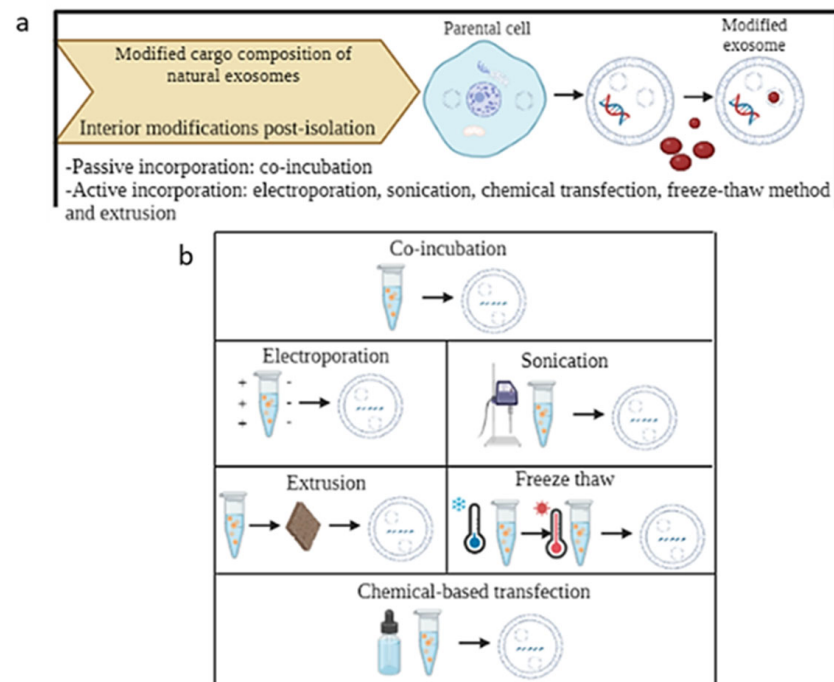 a
Modified cargo composition of
natural exosomes
Interior modifications post-isolation
Parental cell
Modified
exosome
-Passive incorporation: co-incubation
-Active incorporation: electroporation, sonication, chemical transfection, freeze-thaw method
and extrusion
b
Co-incubation
Electroporation
+ -
+ -
+ -
Sonication
Extrusion
Freeze thaw
Chemical-based transfection